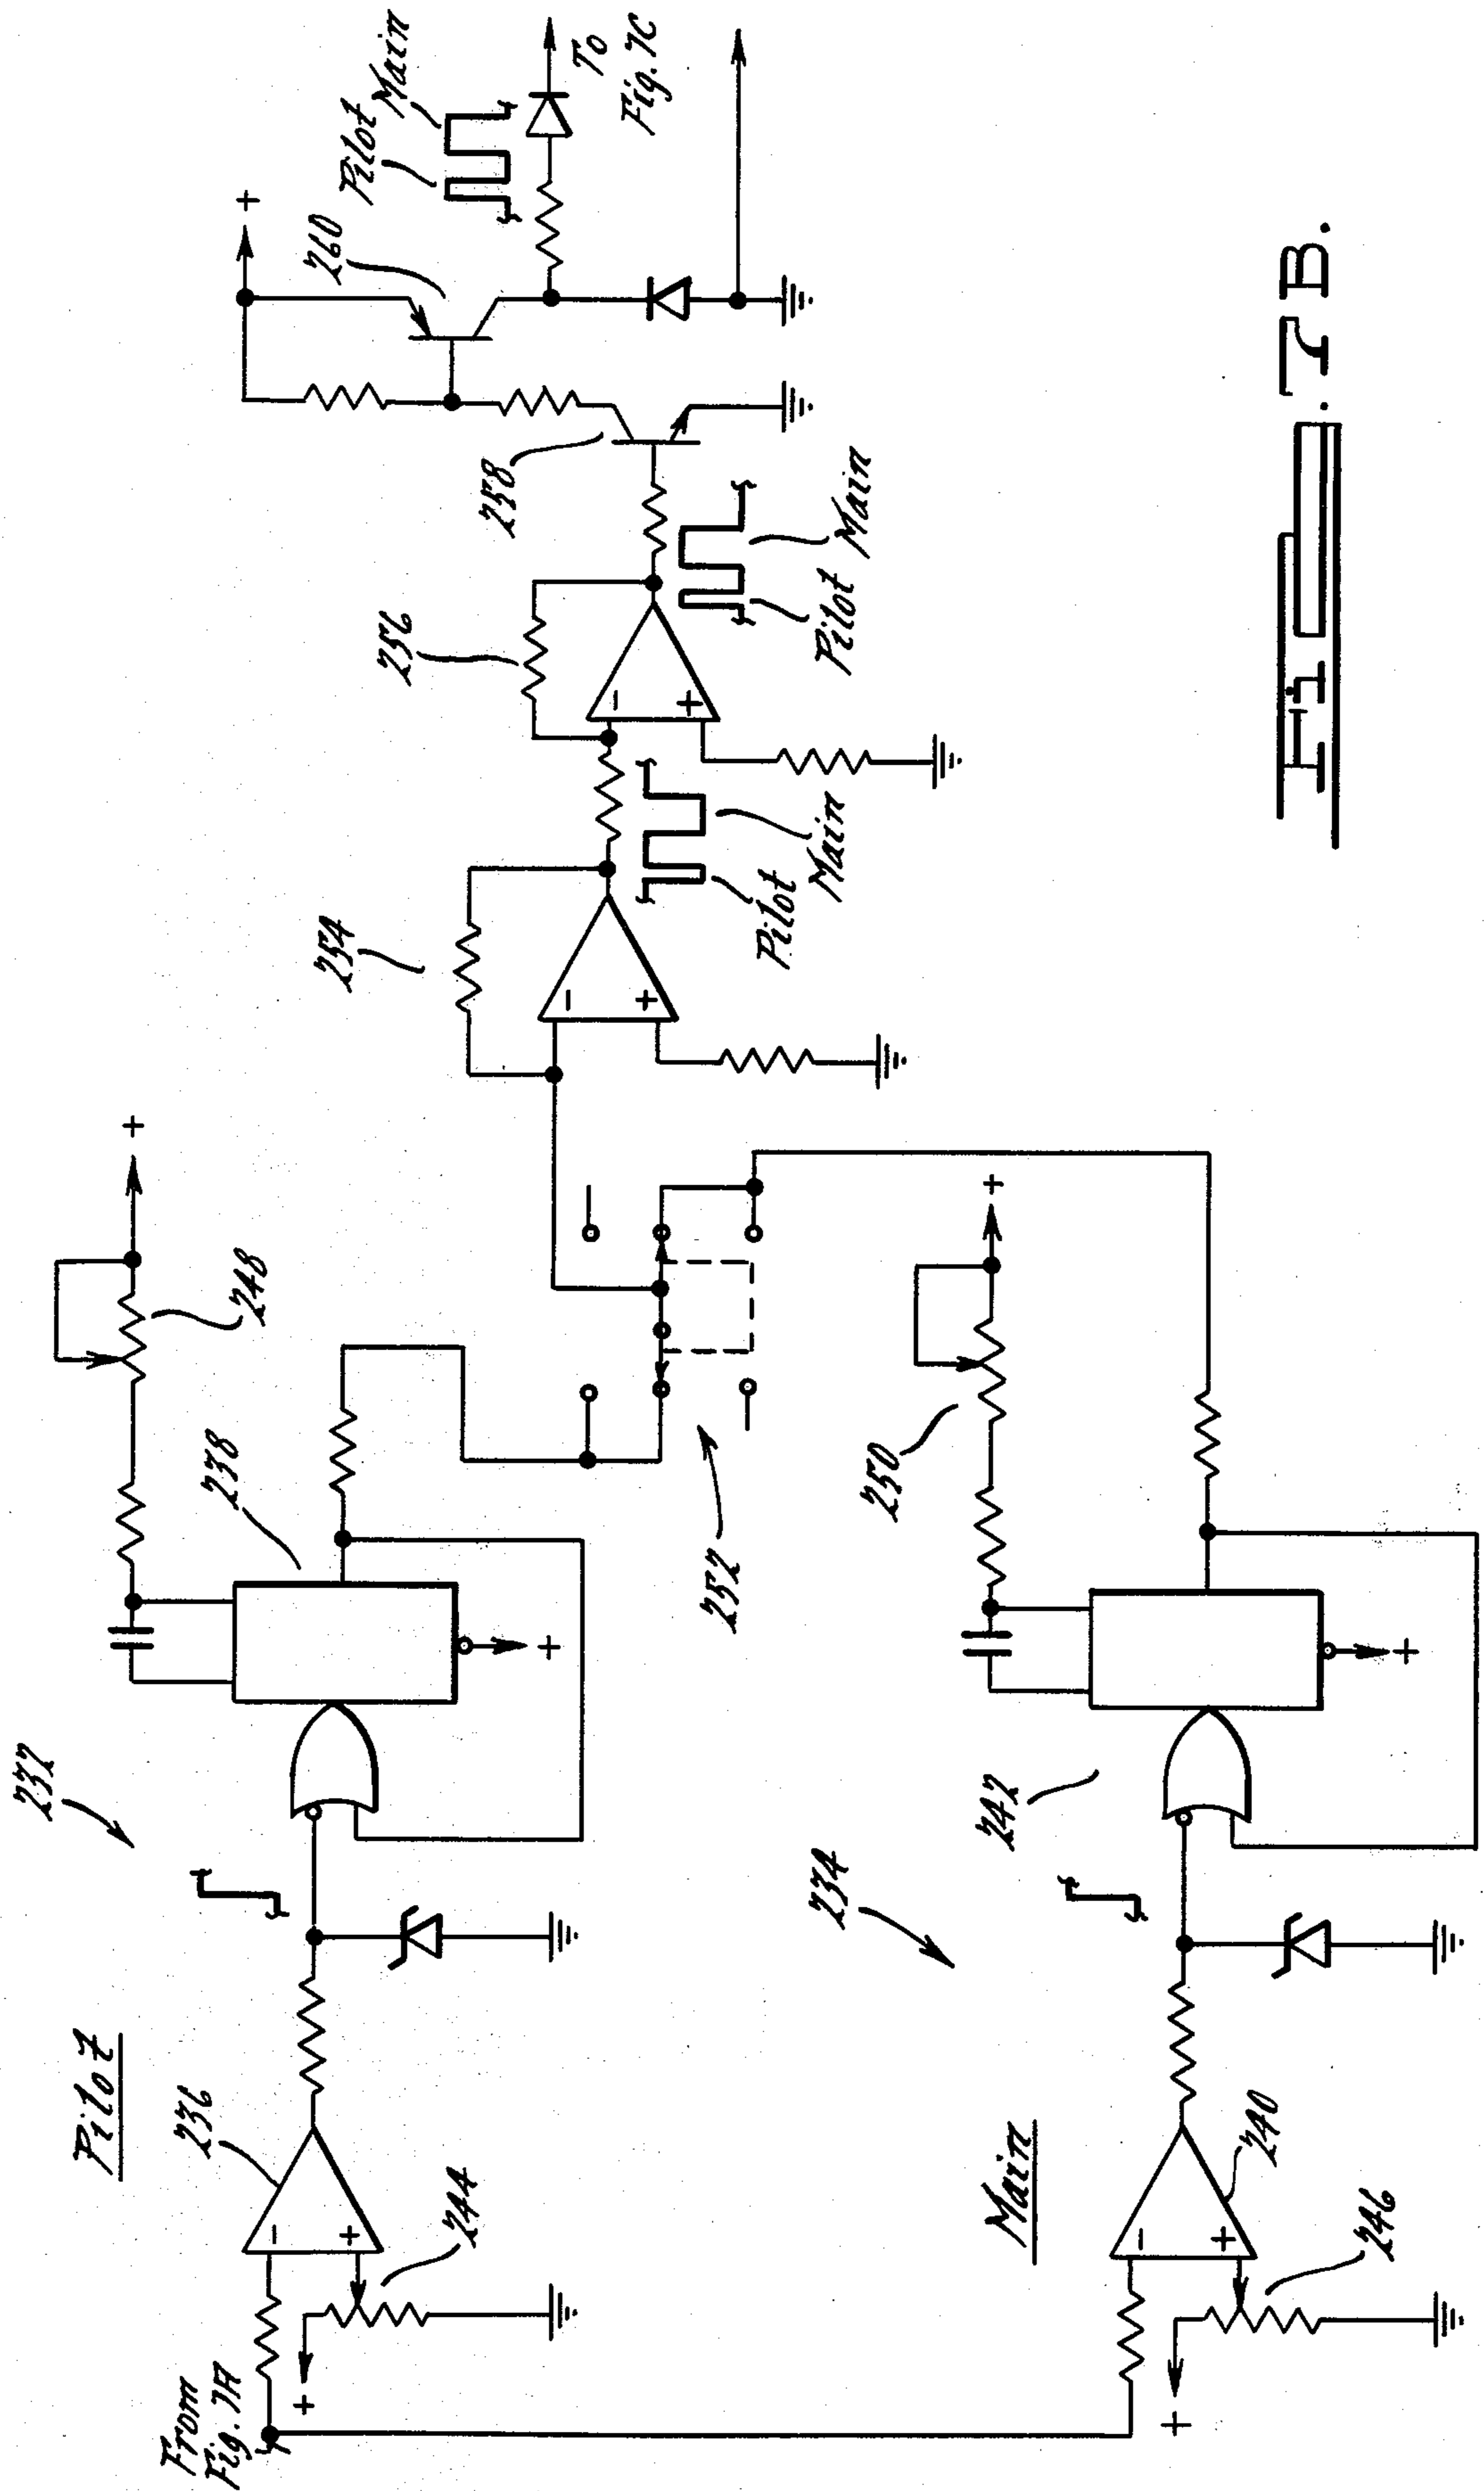 Pilot
232
From
Fig. 7A
236
244
+
-
+
238
248
+
+
252
254
-
+
Pilot
Main
256
-
+
Pilot
Main
258
260
+
Pilot
Main
To
Fig. 7C
Main
234
240
246
+
-
+
242
250
+
+
Fig. 7B.